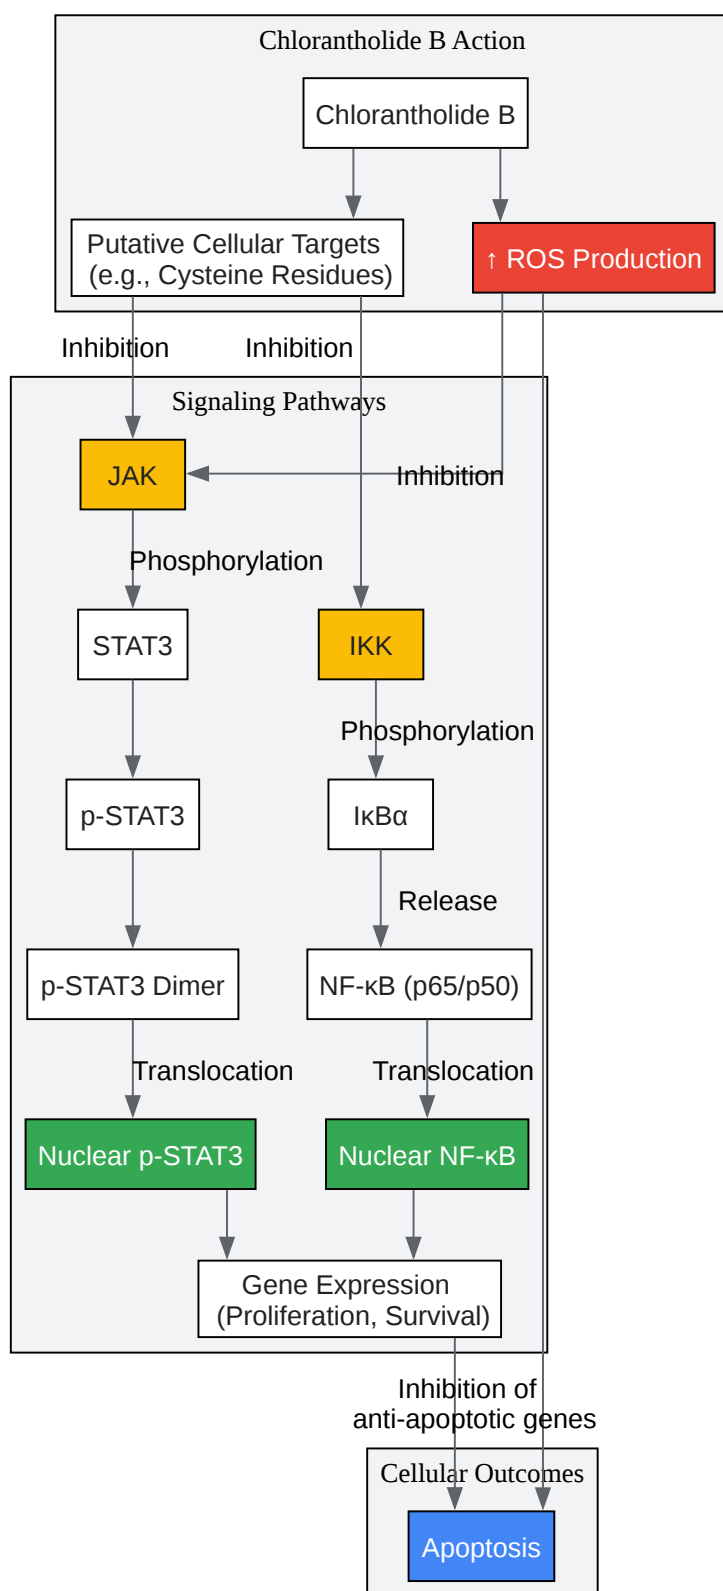 Chlorantholide B Action
Chlorantholide B
Putative Cellular Targets
(e.g., Cysteine Residues)
↑ ROS Production
Inhibition
Inhibition
Signaling Pathways
JAK
Inhibition
Phosphorylation
STAT3
IKK
Phosphorylation
p-STAT3
IκBα
Release
p-STAT3 Dimer
NF-κB (p65/p50)
Translocation
Translocation
Nuclear p-STAT3
Nuclear NF-κB
Gene Expression
(Proliferation, Survival)
Inhibition of
anti-apoptotic genes
Cellular Outcomes
Apoptosis